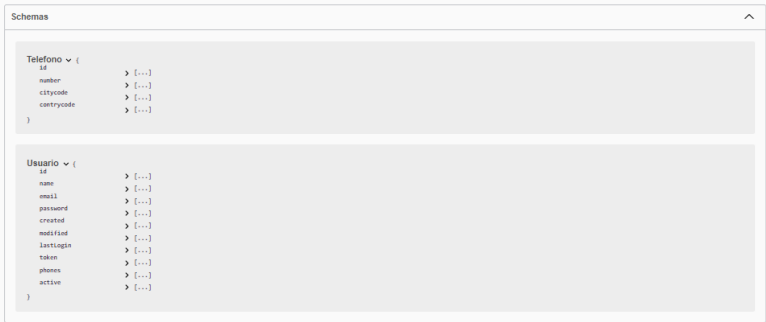 Schemas
Telefono {
id [...]
number [...]
citycode [...]
contrycode [...]
}
Usuario {
id [...]
name [...]
email [...]
password [...]
created [...]
modified [...]
lastLogin [...]
token [...]
phones [...]
active [...]
}